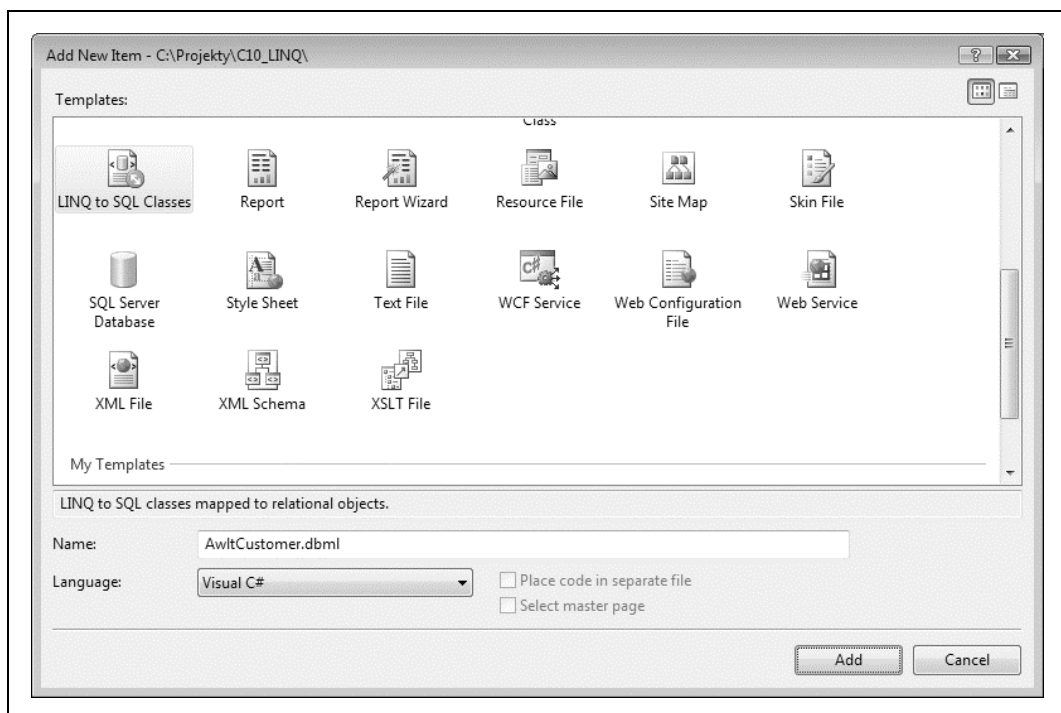 Add New Item - C:\Projekty\C10_LINQ\
Templates:
Class
LINQ to SQL Classes
Report
Report Wizard
Resource File
Site Map
Skin File
SQL Server
Database
Style Sheet
Text File
WCF Service
Web Configuration
File
Web Service
XML File
XML Schema
XSLT File
My Templates
LINQ to SQL classes mapped to relational objects.
Name:
AwltCustomer.dbml
Language:
Visual C#
Place code in separate file
Select master page
Add
Cancel